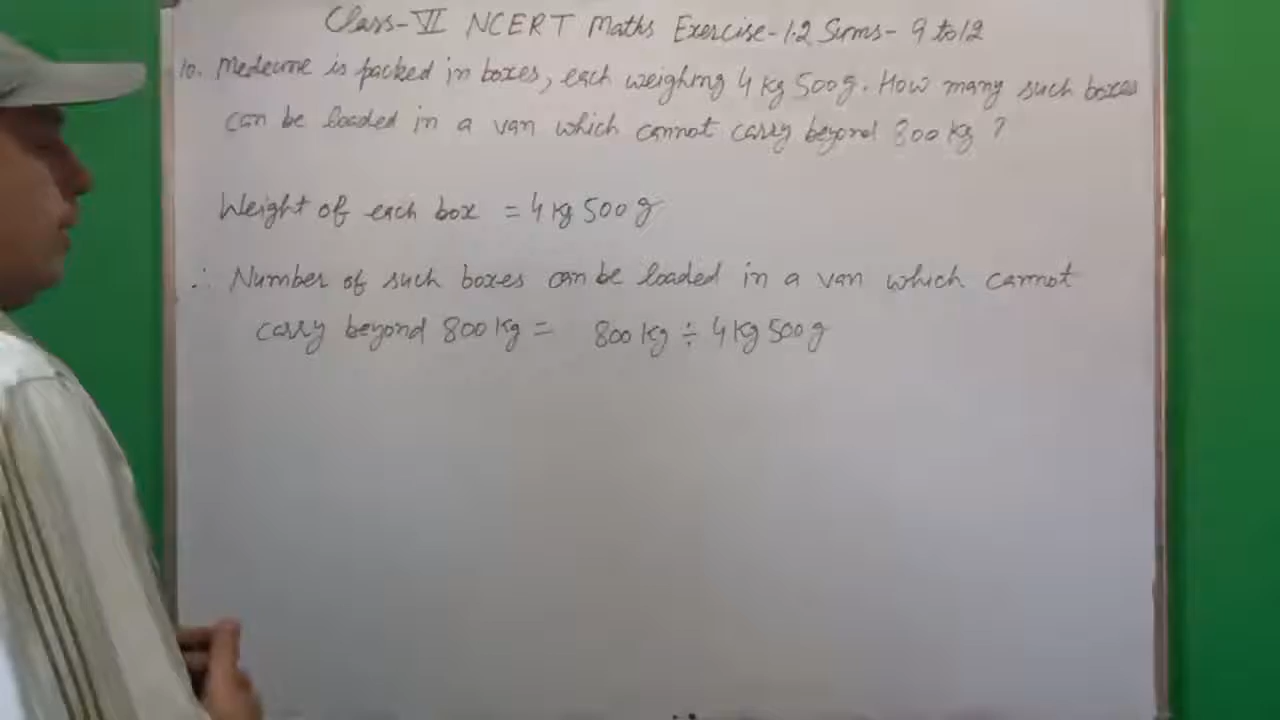 Class-VI NCERT Maths Exercise-1.2 Sums- 9 to 12
10. Medecine is packed in boxes, each weighing 4 kg 500g. How many such boxes
can be loaded in a van which cannot carry beyond 800 kg ?
Weight of each box = 4 kg 500 g
∴ Number of such boxes can be loaded in a van which cannot
carry beyond 800 kg = 800 kg ÷ 4 kg 500 g